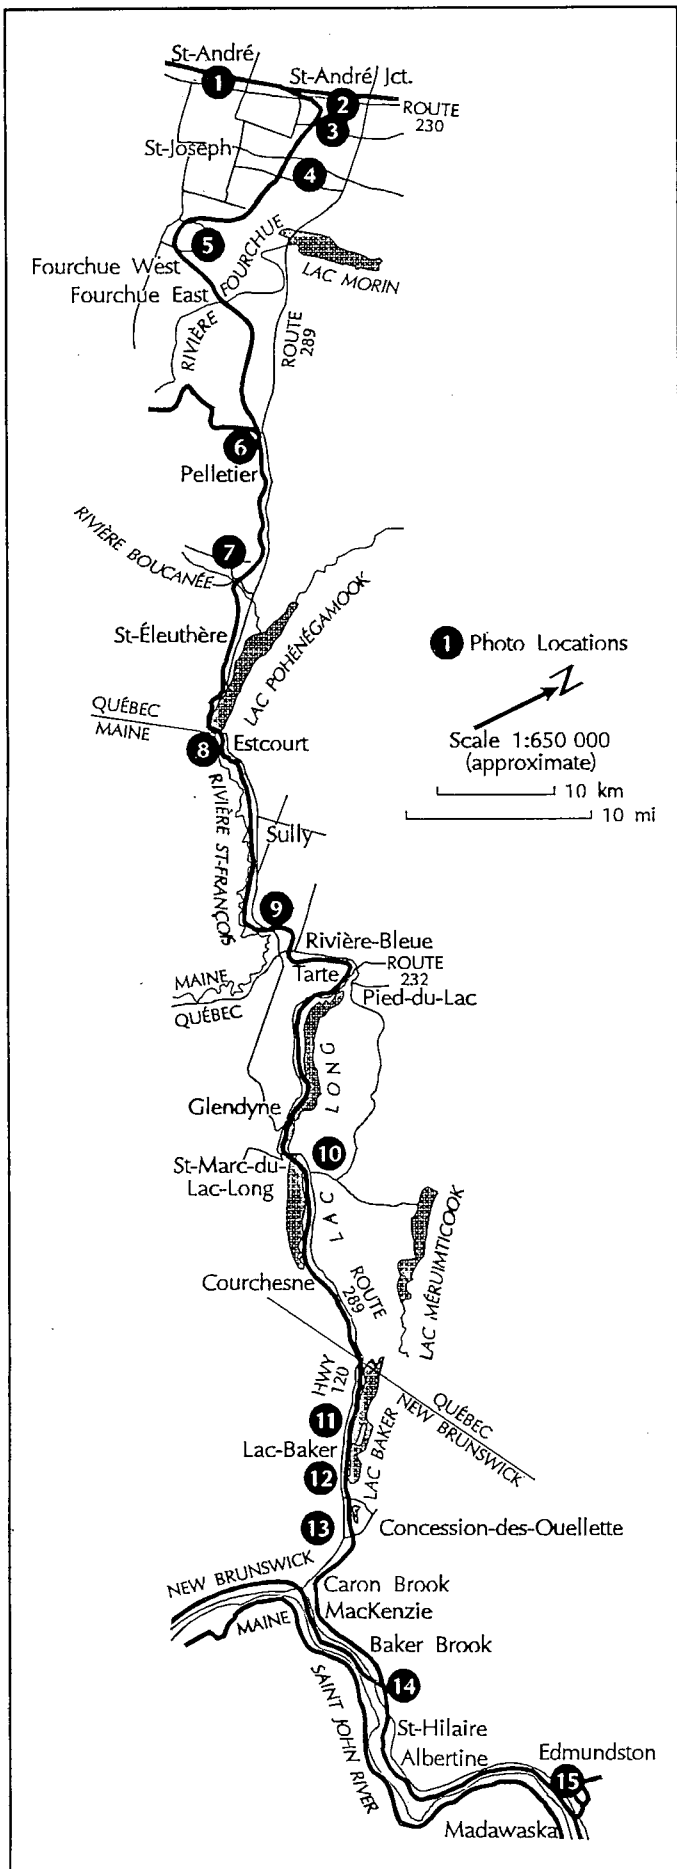 St-André
1
St-André Jct.
2
ROUTE
230
3
St-Joseph
4
5
FOURCHUE
LAC MORIN
Fourchue West
Fourchue East
RIVIÈRE
ROUTE
289
6
Pelletier
7
RIVIÈRE BOUCANÉE
St-Éleuthère
LAC POHÉNÉGAMOOK
1 Photo Locations
N
Scale 1:650 000
(approximate)
10 km
10 mi
QUÉBEC
MAINE
8
Estcourt
RIVIÈRE ST-FRANÇOIS
Sully
9
Rivière-Bleue
Tarte
ROUTE
232
Pied-du-Lac
MAINE
QUÉBEC
LONG
Glendyne
10
St-Marc-du-
Lac-Long
LAC
LAC MÉRUIMTICOOK
Courchesne
ROUTE
289
HWY
120
QUÉBEC
NEW BRUNSWICK
11
Lac-Baker
LAC BAKER
12
13
Concession-des-Ouellette
NEW BRUNSWICK
Caron Brook
MacKenzie
MAINE
Baker Brook
14
SAINT JOHN RIVER
St-Hilaire
Albertine
Edmundston
15
Madawaska